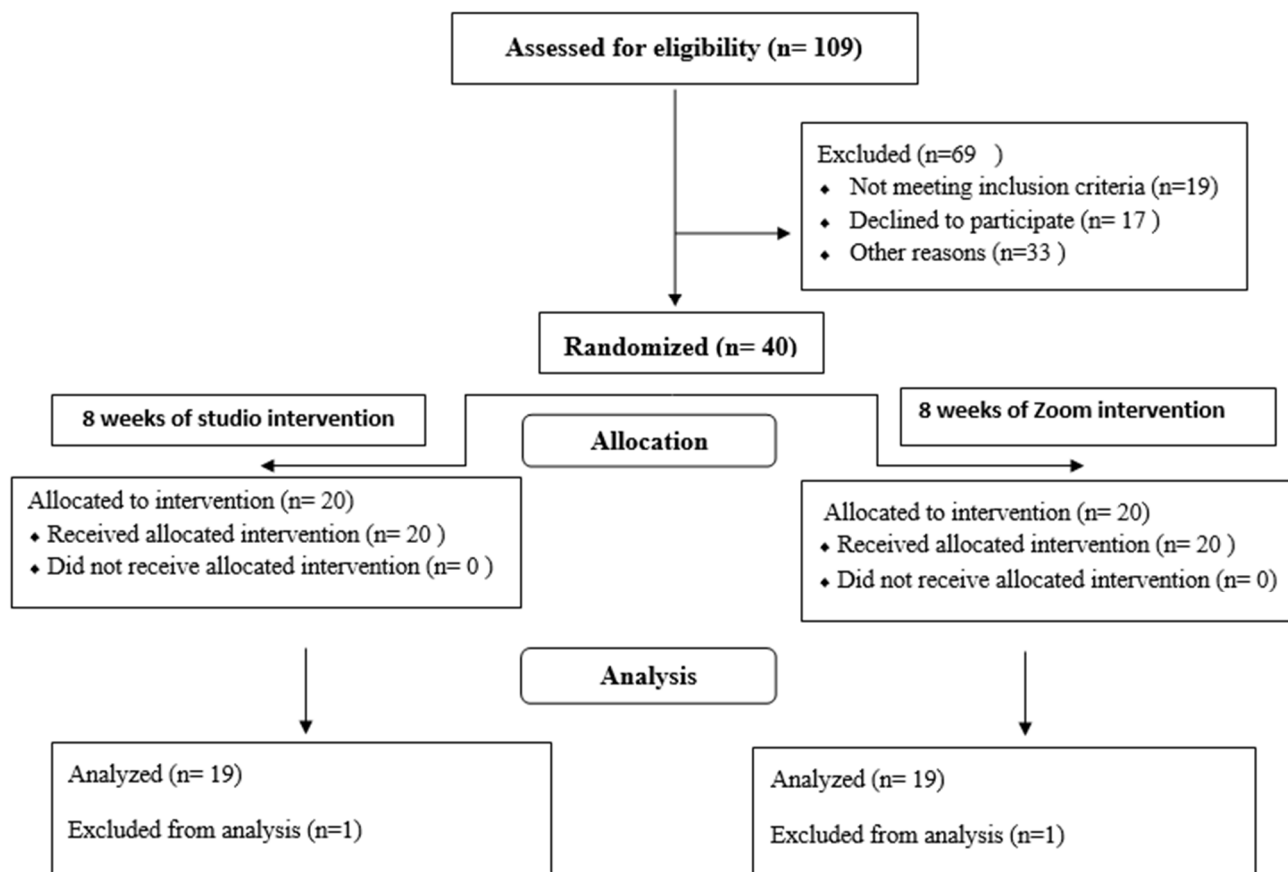 Assessed for eligibility (n= 109)
Excluded (n=69 )
⬥ Not meeting inclusion criteria (n=19)
⬥ Declined to participate (n= 17 )
⬥ Other reasons (n=33 )
Randomized (n= 40)
8 weeks of studio intervention
Allocation
8 weeks of Zoom intervention
Allocated to intervention (n= 20)
⬥ Received allocated intervention (n= 20 )
⬥ Did not receive allocated intervention (n= 0 )
Allocated to intervention (n= 20)
⬥ Received allocated intervention (n= 20 )
⬥ Did not receive allocated intervention (n= 0)
Analysis
Analyzed (n= 19)
Excluded from analysis (n=1)
Analyzed (n= 19)
Excluded from analysis (n=1)